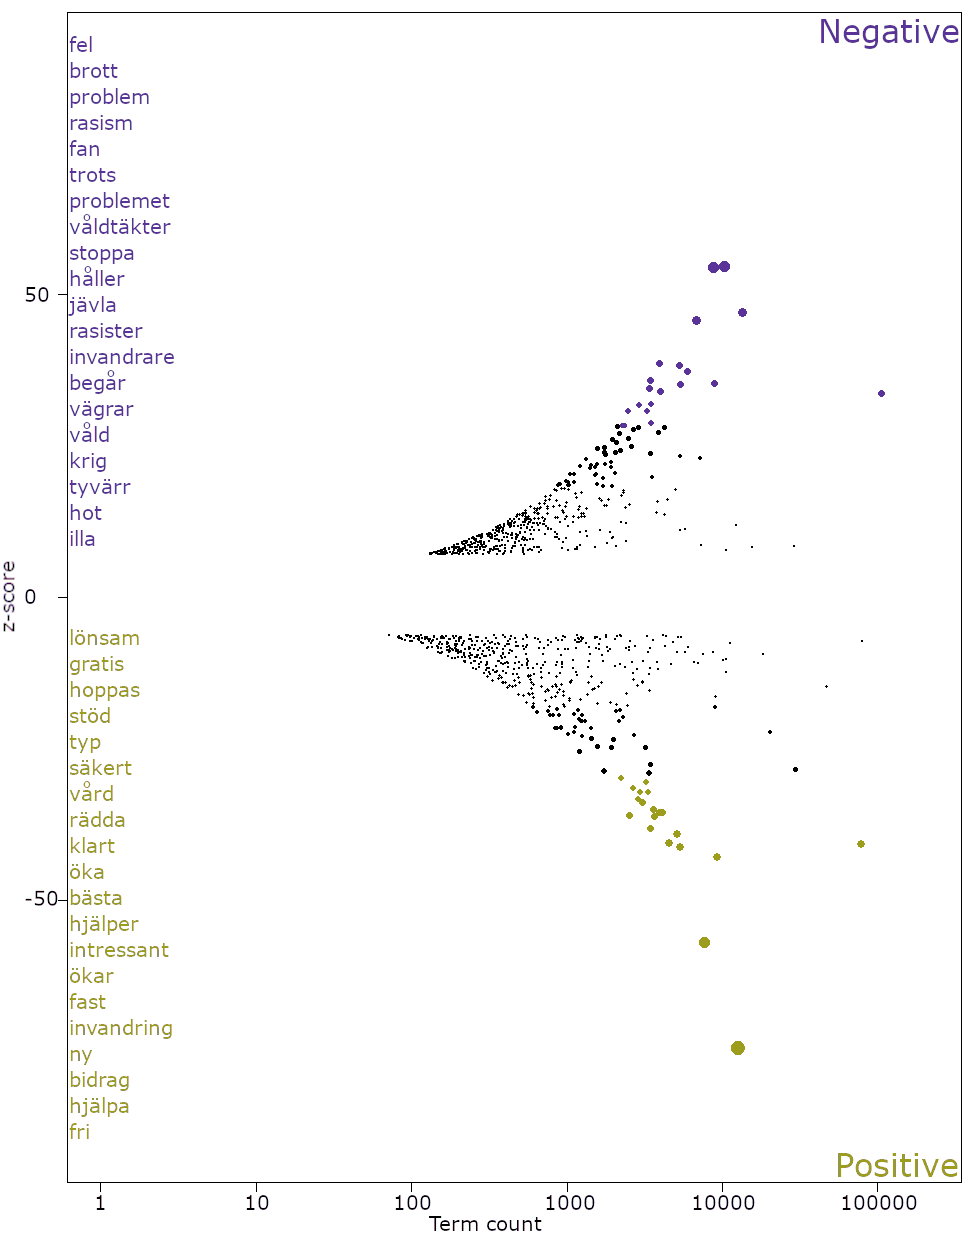 Negative
fel
brott
problem
rasism
fan
trots
problemet
våldtäkter
stoppa
håller
50
jävla
rasister
invandrare
begår
vägrar
våld
krig
tyvärr
hot
illa
z-score
0
lönsam
gratis
hoppas
stöd
typ
säkert
vård
rädda
klart
öka
-50
bästa
hjälper
intressant
ökar
fast
invandring
ny
bidrag
hjälpa
fri
Positive
1 10 100 1000 10000 100000
Term count